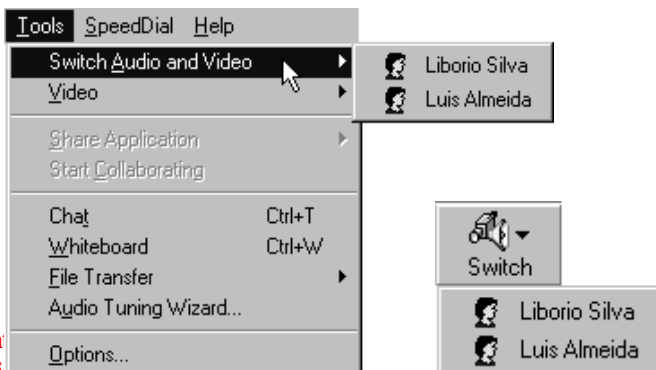 Tools SpeedDial Help
Switch Audio and Video
Liborio Silva
Video
Luis Almeida
Share Application
Start Collaborating
Chat Ctrl+T
Whiteboard Ctrl+W
File Transfer
Audio Tuning Wizard...
Options...
Switch
Liborio Silva
Luis Almeida